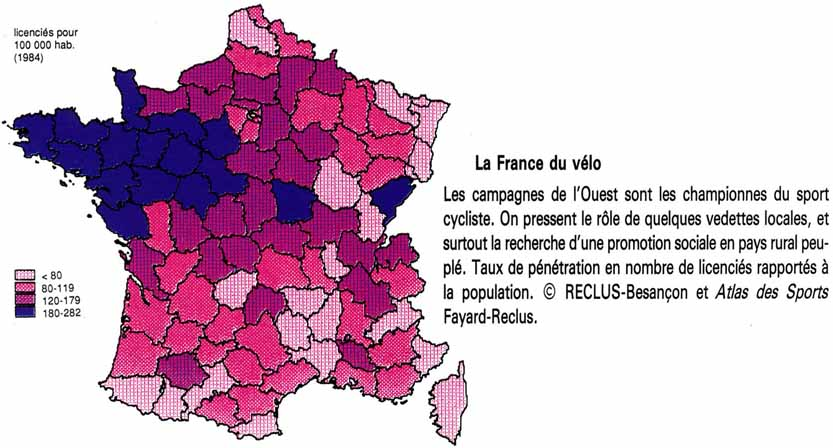 licenciés pour
100 000 hab.
(1984)
La France du vélo
Les campagnes de l'Ouest sont les championnes du sport
cycliste. On pressent le rôle de quelques vedettes locales, et
surtout la recherche d'une promotion sociale en pays rural peu-
plé. Taux de pénétration en nombre de licenciés rapportés à
la population. © RECLUS-Besançon et Atlas des Sports
Fayard-Reclus.
< 80
80-119
120-179
180-282